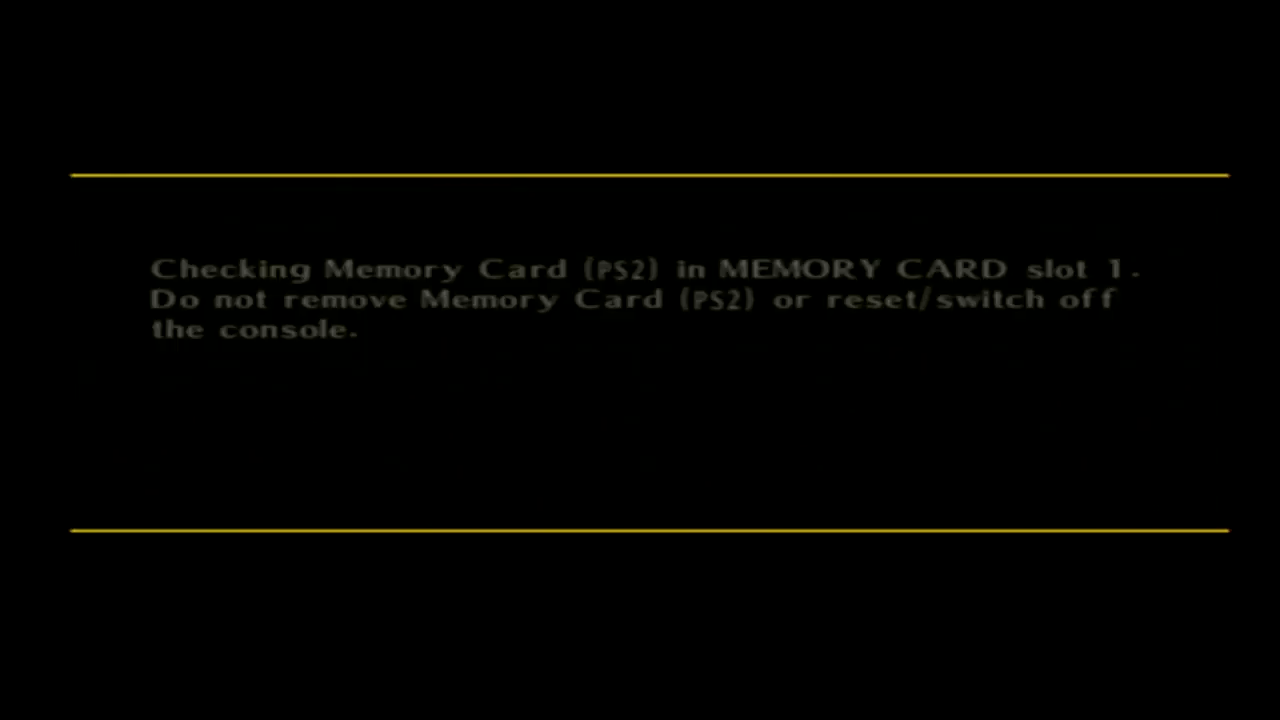 Checking Memory Card (PS2) in MEMORY CARD slot 1.
Do not remove Memory Card (PS2) or reset/switch off
the console.